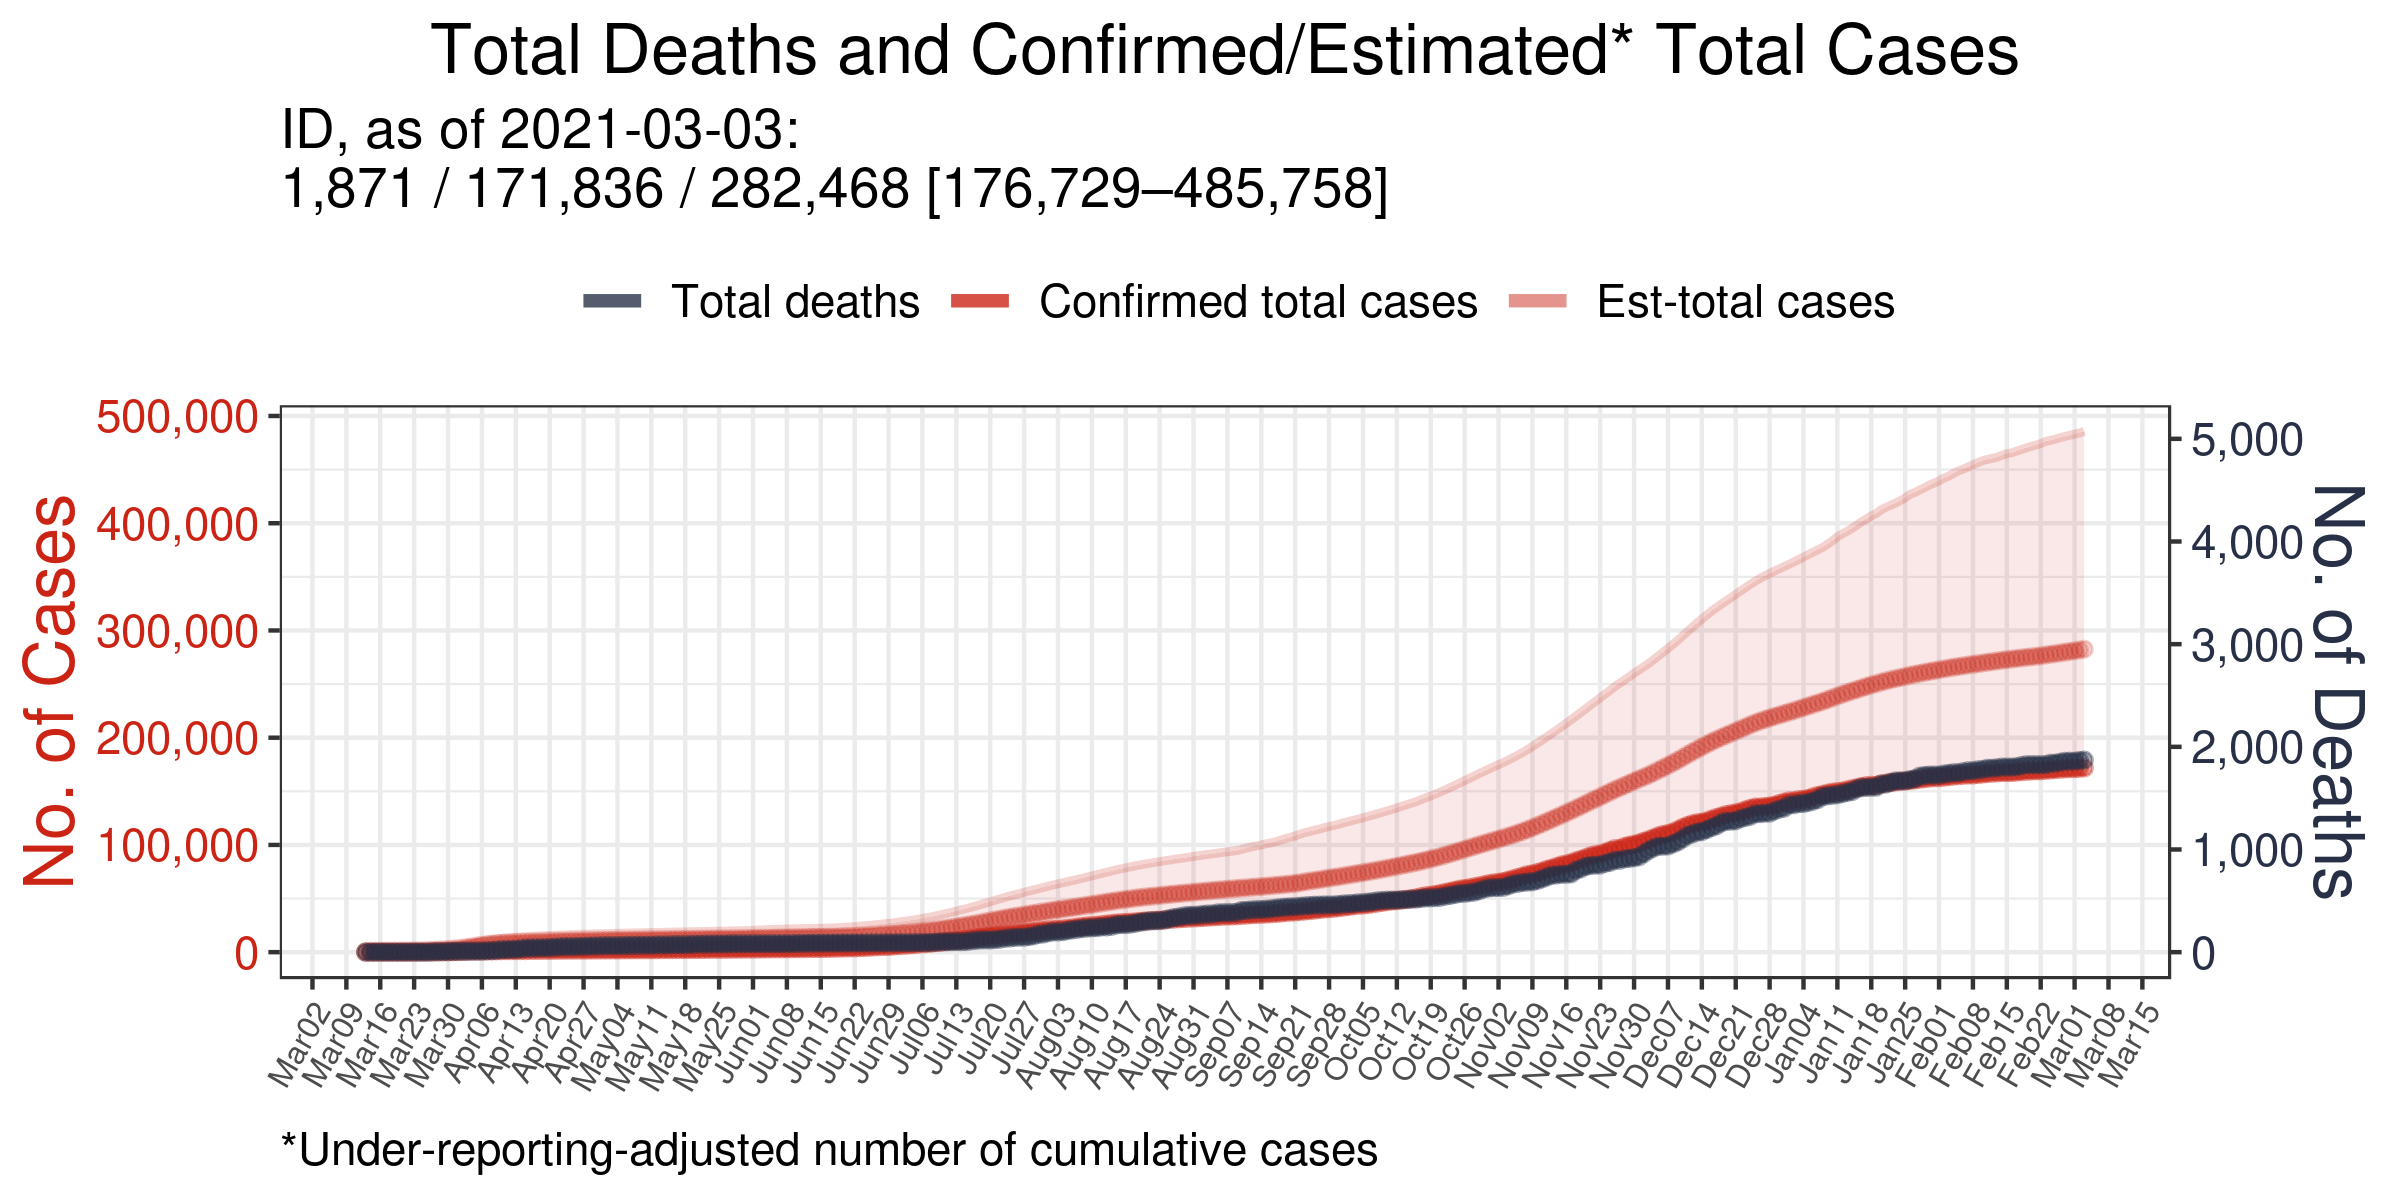 Total Deaths and Confirmed/Estimated* Total Cases
ID, as of 2021-03-03:
1,871 / 171,836 / 282,468 [176,729–485,758]
Total deaths
Confirmed total cases
Est-total cases
No. of Cases
500,000
400,000
300,000
200,000
100,000
0
5,000
4,000
3,000
2,000
1,000
0
No. of Deaths
Mar02
Mar09
Mar16
Mar23
Mar30
Apr06
Apr13
Apr20
Apr27
May04
May11
May18
May25
Jun01
Jun08
Jun15
Jun22
Jun29
Jul06
Jul13
Jul20
Jul27
Aug03
Aug10
Aug17
Aug24
Aug31
Sep07
Sep14
Sep21
Sep28
Oct05
Oct12
Oct19
Oct26
Nov02
Nov09
Nov16
Nov23
Nov30
Dec07
Dec14
Dec21
Dec28
Jan04
Jan11
Jan18
Jan25
Feb01
Feb08
Feb15
Feb22
Mar01
Mar08
Mar15
*Under-reporting-adjusted number of cumulative cases